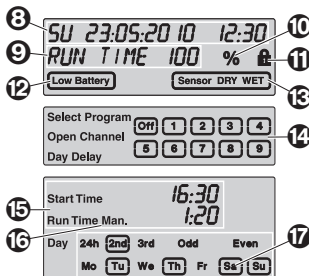 8 SU 23:05:20 10 12:30 10
9 RUN TIME 100 % 11
12 Low Battery Sensor DRY WET 13
Select Program Off 1 2 3 4
Open Channel 14
Day Delay 5 6 7 8 9
15 Start Time 16:30
16 Run Time Man. 1:20
Day 24h 2nd 3rd Odd Even 17
Mo Tu We Th Fr Sa Su